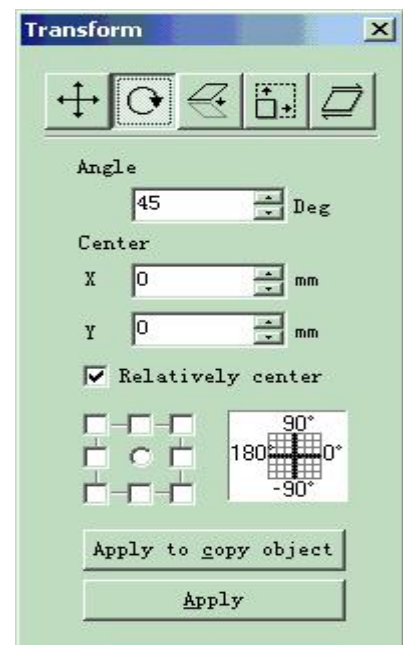 Transform
Angle
45 Deg
Center
X 0 mm
Y 0 mm
Relatively center
90°
180° 0°
-90°
Apply to copy object
Apply